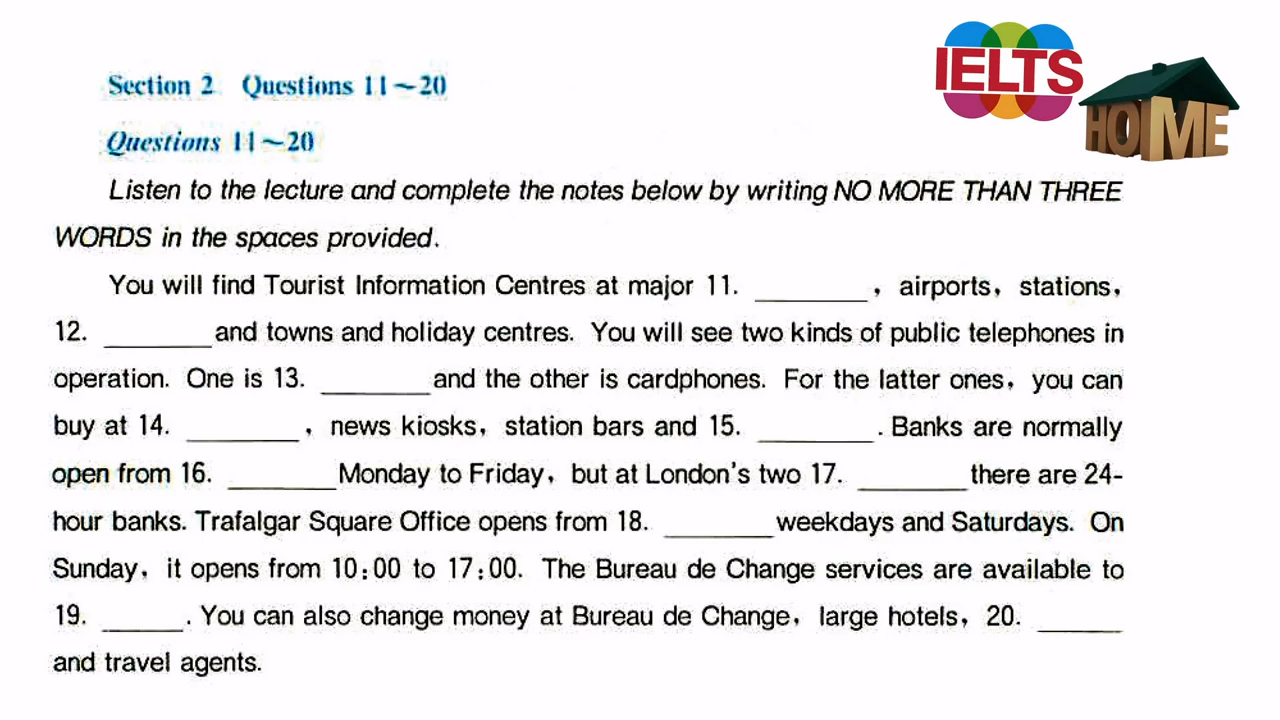 IELTS
HOME
Section 2 Questions 11~20
Questions 11~20
Listen to the lecture and complete the notes below by writing NO MORE THAN THREE
WORDS in the spaces provided.
You will find Tourist Information Centres at major 11. ________, airports, stations,
12. ________ and towns and holiday centres. You will see two kinds of public telephones in
operation. One is 13. ________ and the other is cardphones. For the latter ones, you can
buy at 14. ________, news kiosks, station bars and 15. ________. Banks are normally
open from 16. ________ Monday to Friday, but at London's two 17. ________ there are 24-
hour banks. Trafalgar Square Office opens from 18. ________ weekdays and Saturdays. On
Sunday, it opens from 10:00 to 17:00. The Bureau de Change services are available to
19. ______. You can also change money at Bureau de Change, large hotels, 20. ______
and travel agents.